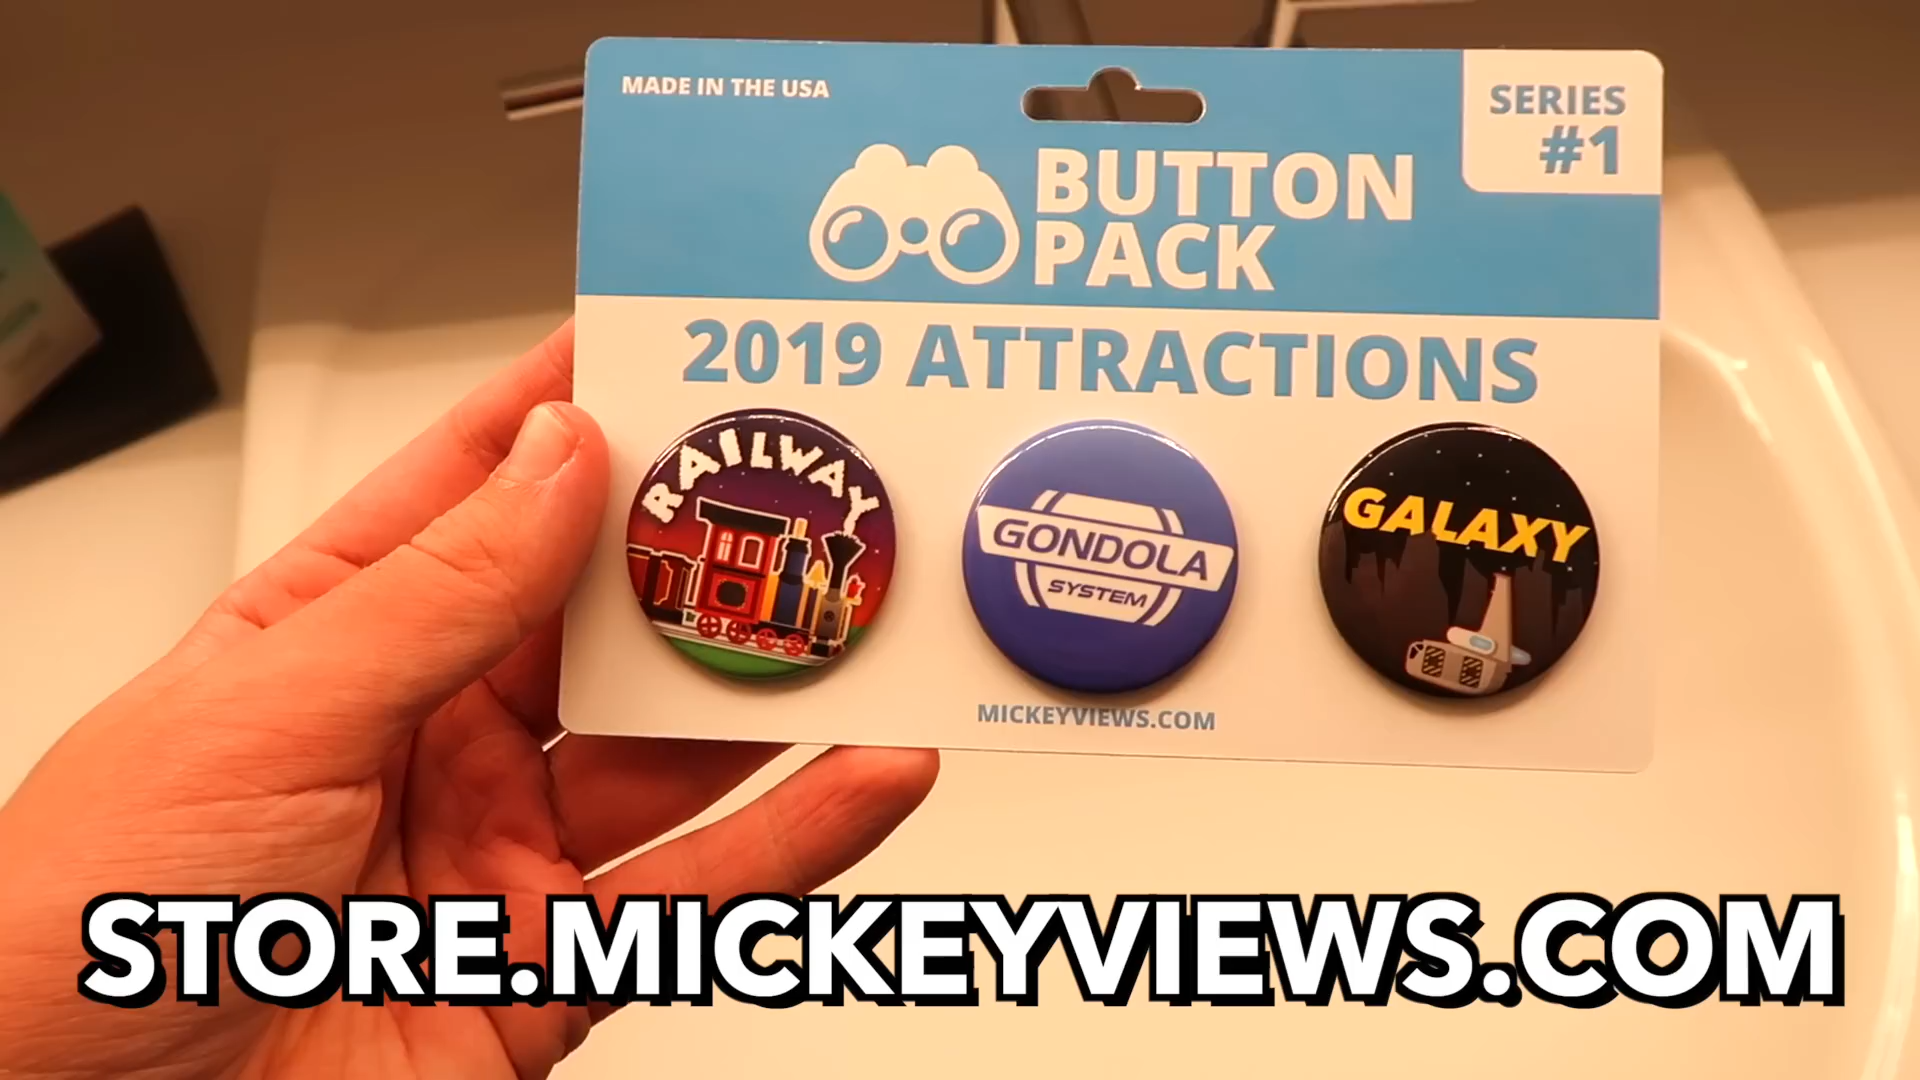 MADE IN THE USA
SERIES
#1
BUTTON
PACK
2019 ATTRACTIONS
RAILWAY
GONDOLA
SYSTEM
GALAXY
MICKEYVIEWS.COM
STORE.MICKEYVIEWS.COM